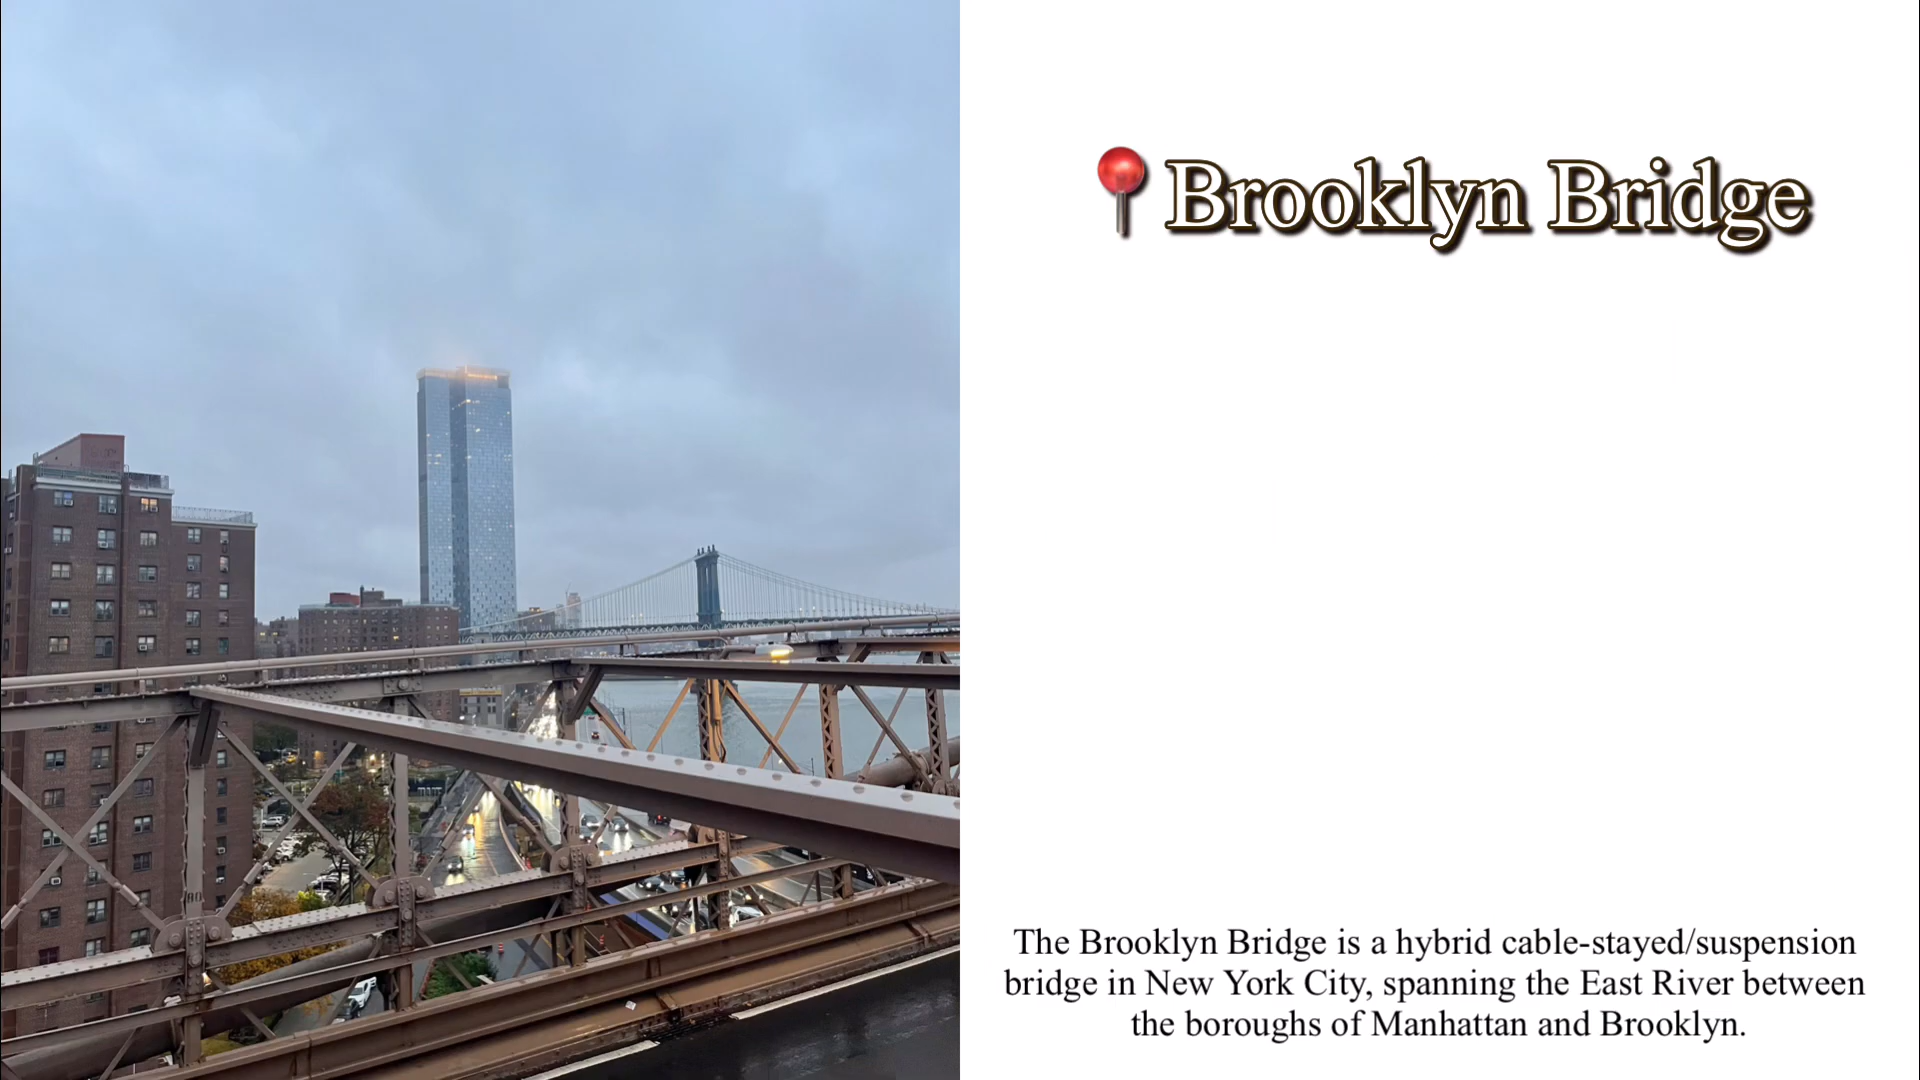 Brooklyn Bridge
The Brooklyn Bridge is a hybrid cable-stayed/suspension
bridge in New York City, spanning the East River between
the boroughs of Manhattan and Brooklyn.